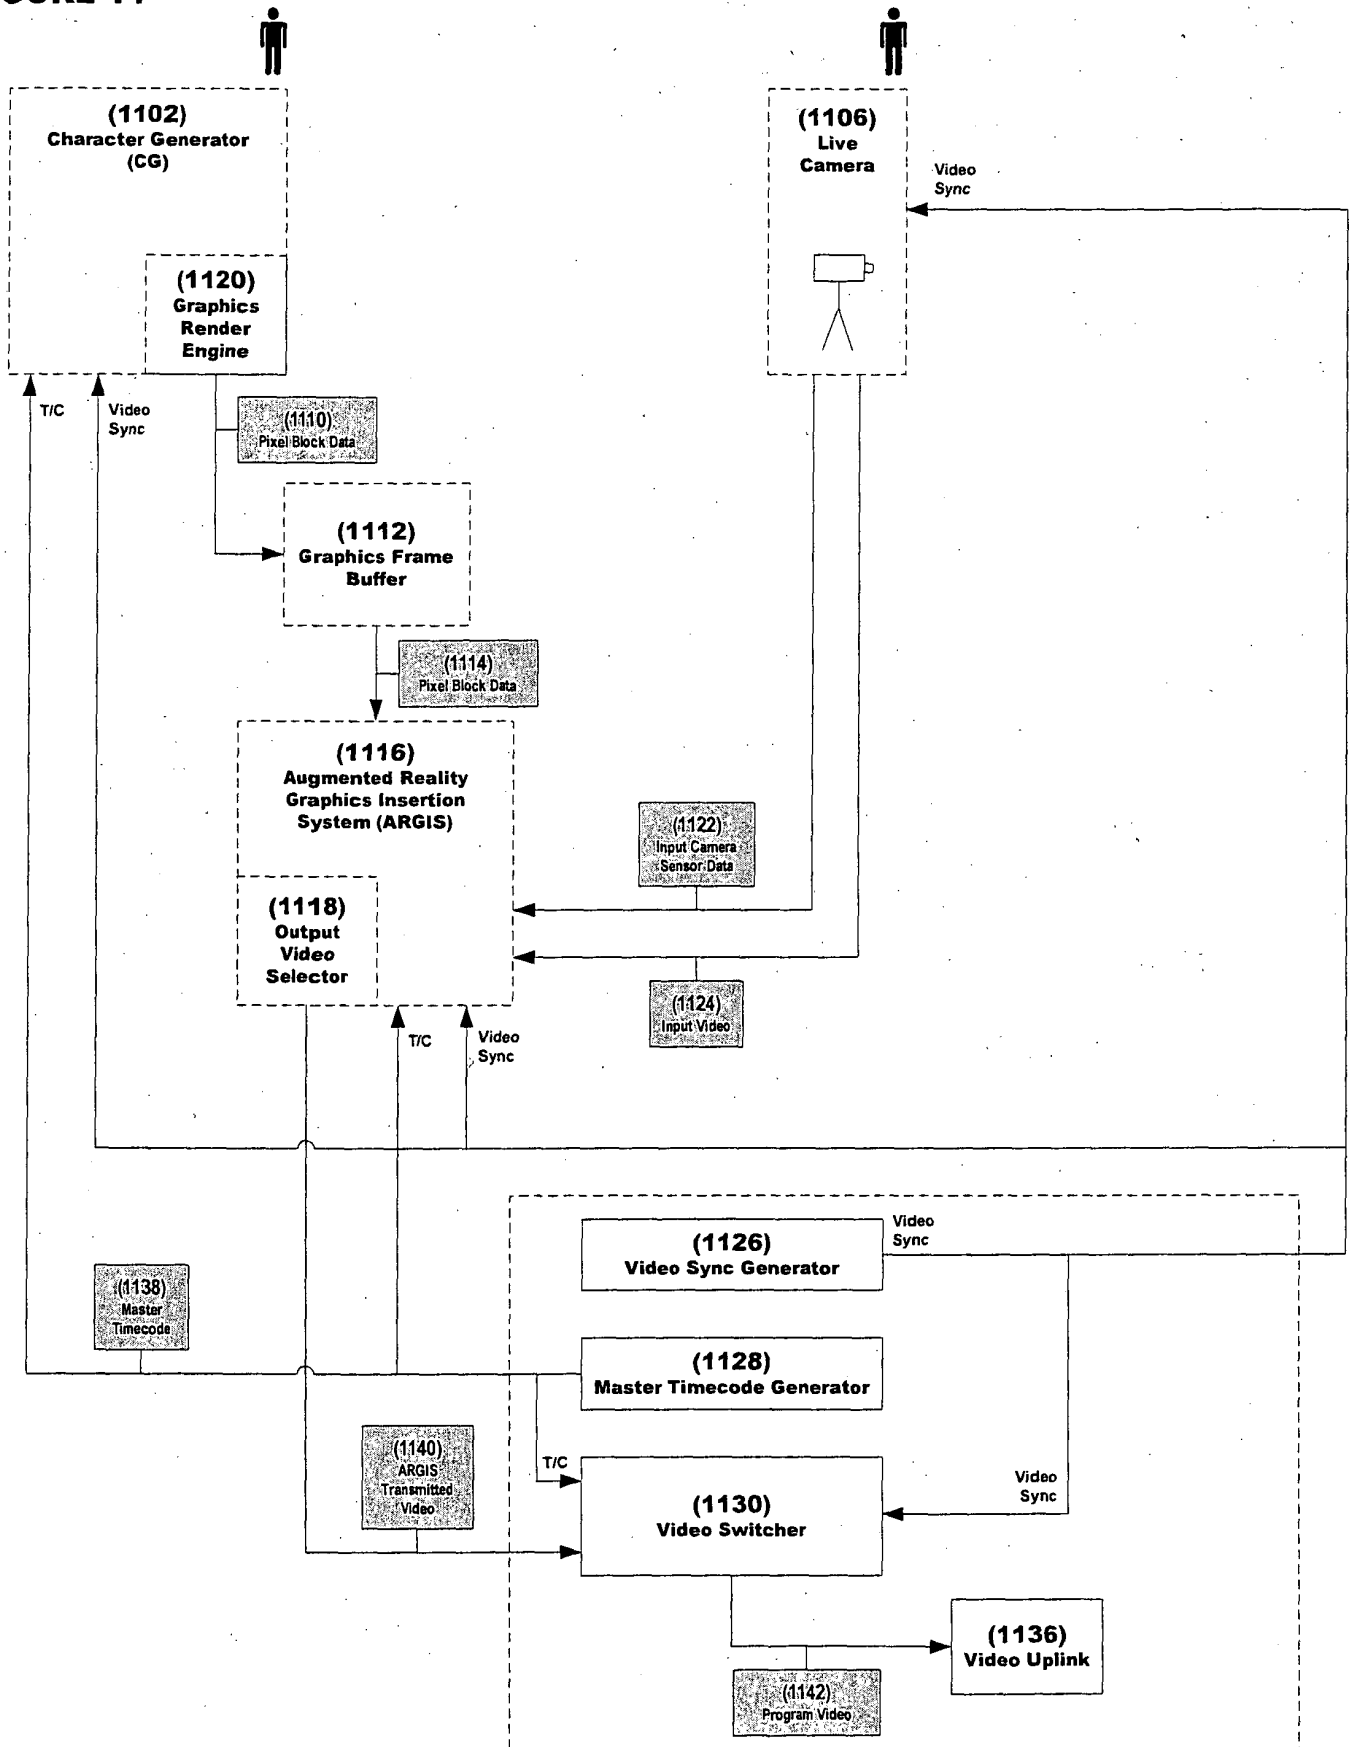 (1102)
Character Generator
(CG)
(1106)
Live
Camera
Video
Sync
(1120)
Graphics
Render
Engine
T/C
Video
Sync
(1110)
Pixel Block Data
(1112)
Graphics Frame
Buffer
(1114)
Pixel Block Data
(1116)
Augmented Reality
Graphics Insertion
System (ARGIS)
(1122)
Input Camera
Sensor Data
(1118)
Output
Video
Selector
(1124)
Input Video
T/C
Video
Sync
(1126)
Video Sync Generator
Video
Sync
(1138)
Master
Timecode
(1128)
Master Timecode Generator
(1140)
ARGIS
Transmitted
Video
T/C
(1130)
Video Switcher
Video
Sync
(1136)
Video Uplink
(1142)
Program Video